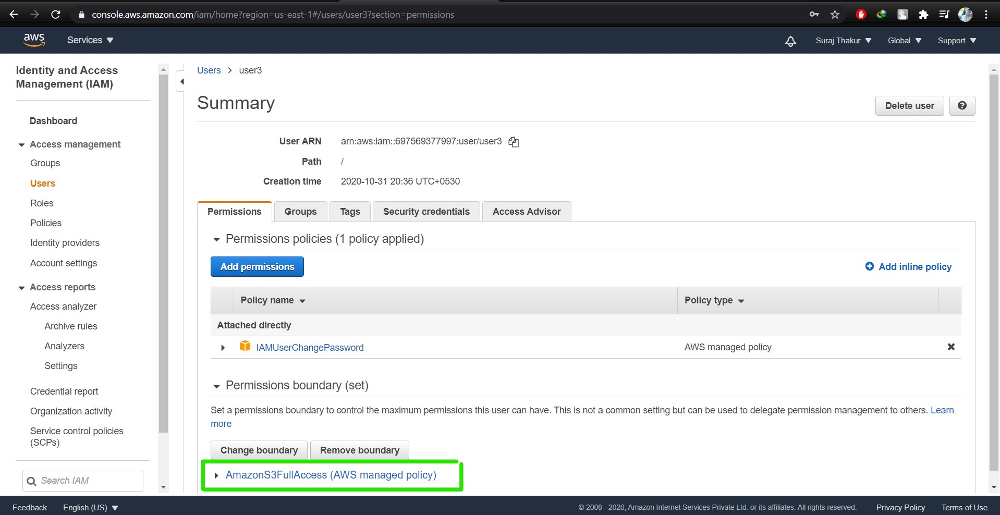 console.aws.amazon.com/iam/home?region=us-east-1#/users/user3?section=permissions
aws Services Suraj Thakur Global Support
Identity and Access
Management (IAM)
Dashboard
Access management
Groups
Users
Roles
Policies
Identity providers
Account settings
Access reports
Access analyzer
Archive rules
Analyzers
Settings
Credential report
Organization activity
Service control policies
(SCPs)
Search IAM
Users > user3
Summary
Delete user
User ARN arn:aws:iam::697569377997:user/user3
Path /
Creation time 2020-10-31 20:36 UTC+0530
Permissions Groups Tags Security credentials Access Advisor
Permissions policies (1 policy applied)
Add permissions Add inline policy
Policy name Policy type
Attached directly
IAMUserChangePassword AWS managed policy
Permissions boundary (set)
Set a permissions boundary to control the maximum permissions this user can have. This is not a common setting but can be used to delegate permission management to others. Learn
more
Change boundary Remove boundary
AmazonS3FullAccess (AWS managed policy)
Feedback English (US) © 2008 - 2020, Amazon Internet Services Private Ltd. or its affiliates. All rights reserved. Privacy Policy Terms of Use